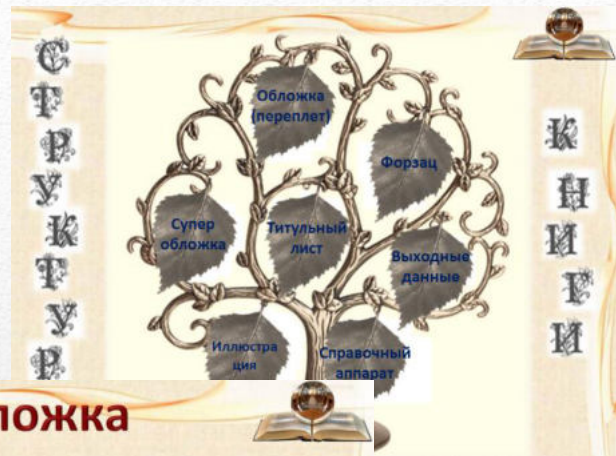 СТРУКТУР
КНИГИ
Обложка
(переплет)
Форзац
Супер
обложка
Титульный
лист
Выходные
данные
Иллюстра
ция
Справочный
аппарат
ложка